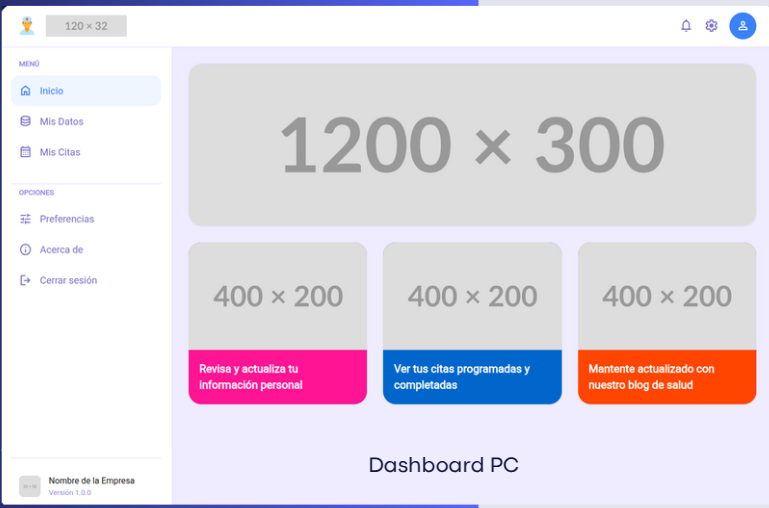 120 × 32
MENÚ
Inicio
Mis Datos
Mis Citas
OPCIONES
Preferencias
Acerca de
Cerrar sesión
1200 × 300
400 × 200
Revisa y actualiza tu
información personal
400 × 200
Ver tus citas programadas y
completadas
400 × 200
Mantente actualizado con
nuestro blog de salud
Dashboard PC
Nombre de la Empresa
Versión 1.0.0